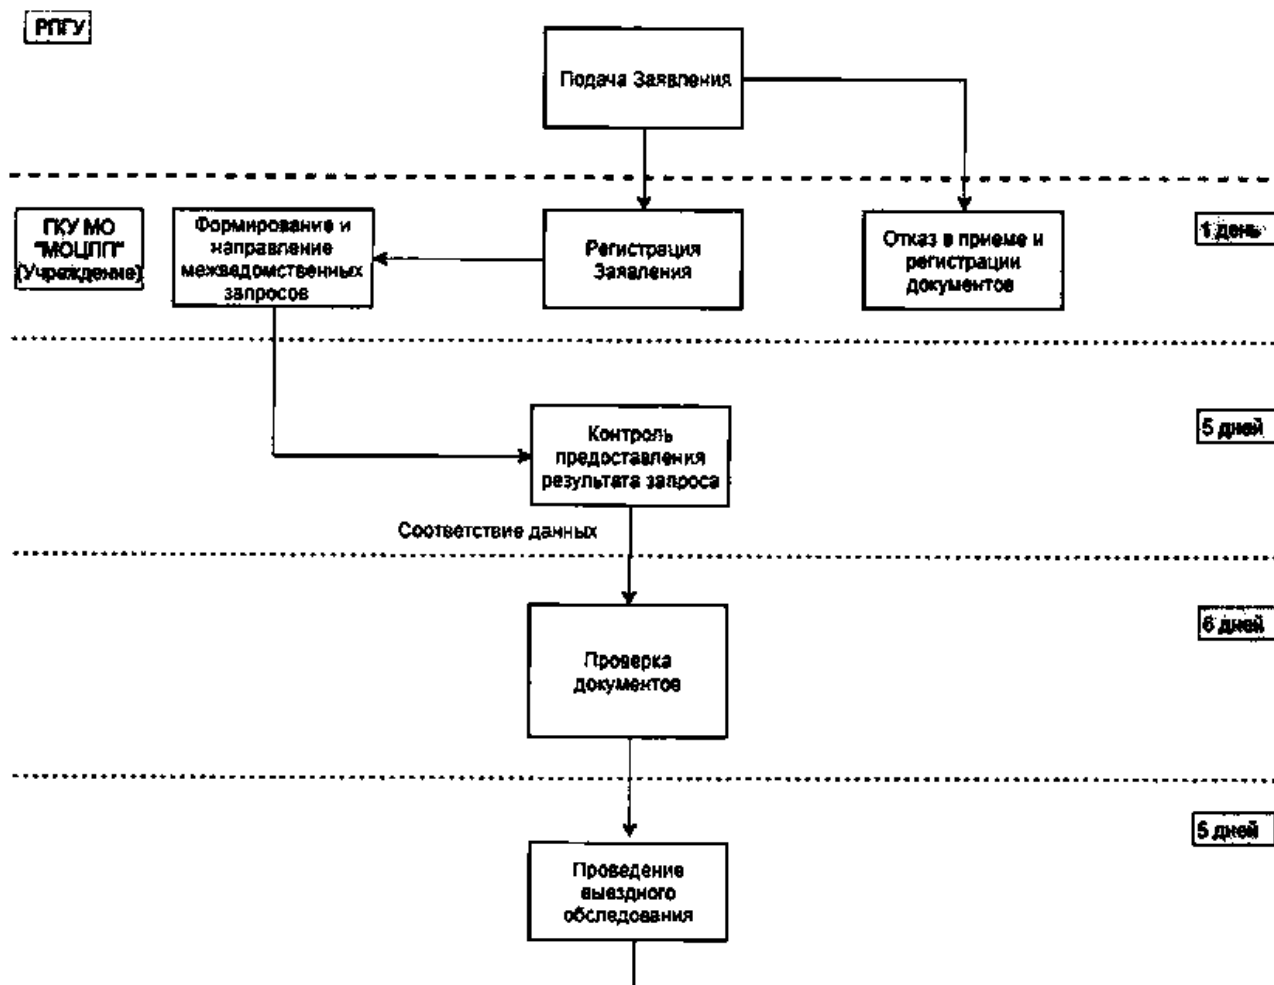 РПГУ
Подача Заявления
ГКУ МО
"МОЦПП"
(Учреждение)
Формирование и
направление
межведомственных
запросов
Регистрация
Заявления
Отказ в приеме и
регистрации
документов
1 день
Контроль
предоставления
результата запроса
5 дней
Соответствие данных
Проверка
документов
6 дней
Проведение
выездного
обследования
5 дней